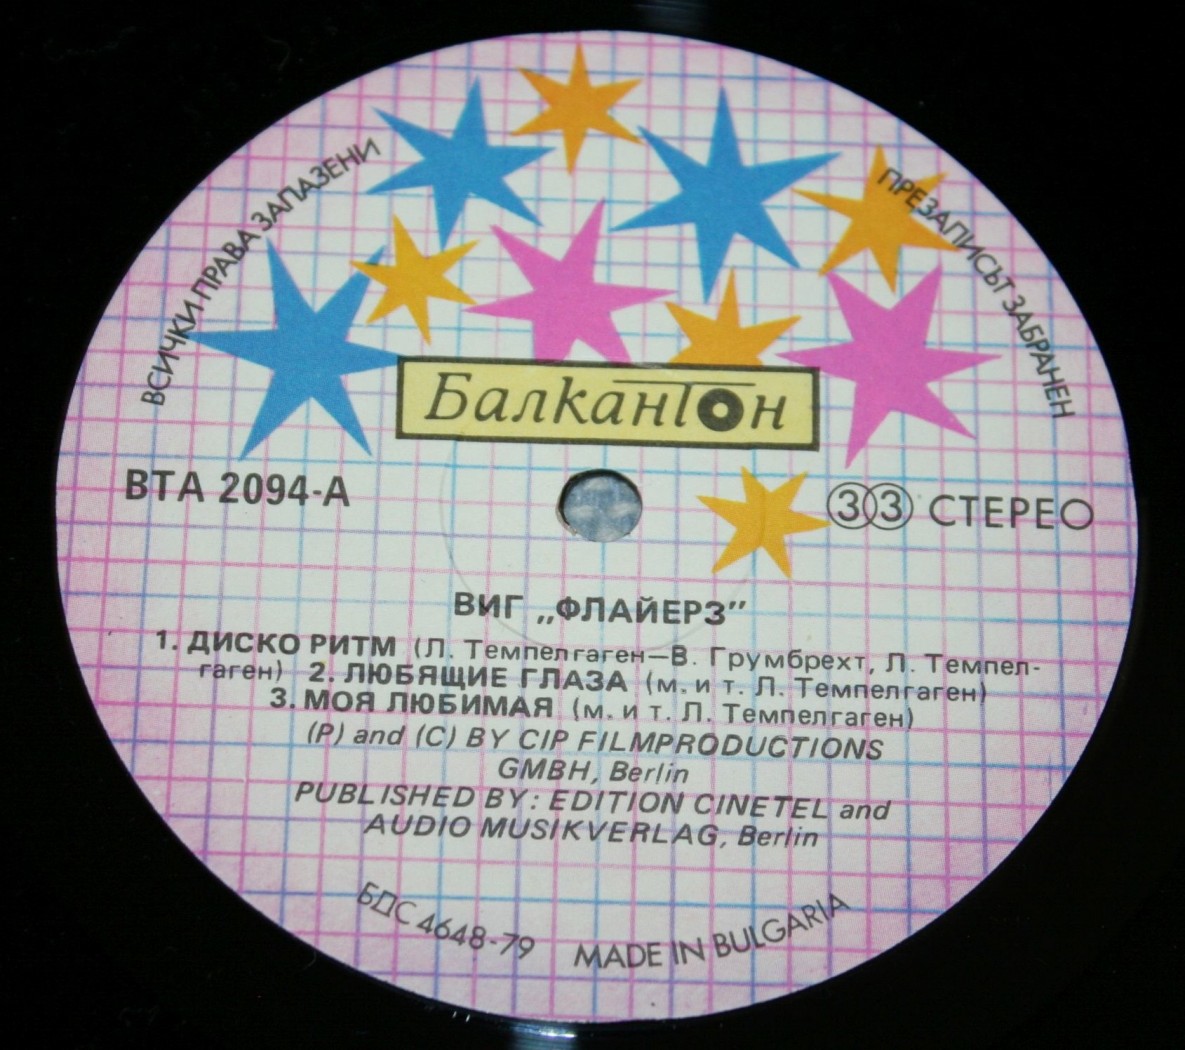 ВСИЧКИ ПРАВА ЗАПАЗЕНИ
ПРЕЗАПИСЪТ ЗАБРАНЕН
Балкантон
ВТА 2094-А
33 СТЕРЕО
ВИГ „ФЛАЙЕРЗ”
1. ДИСКО РИТМ (Л. Темпелгаген—В. Грумбрехт, Л. Темпел-
гаген) 2. ЛЮБЯЩИЕ ГЛАЗА (м. и т. Л. Темпелгаген)
3. МОЯ ЛЮБИМАЯ (м. и т. Л. Темпелгаген)
(P) and (C) BY CIP FILMPRODUCTIONS
GMBH, Berlin
PUBLISHED BY: EDITION CINETEL and
AUDIO MUSIKVERLAG, Berlin
БДС 4648-79 MADE IN BULGARIA